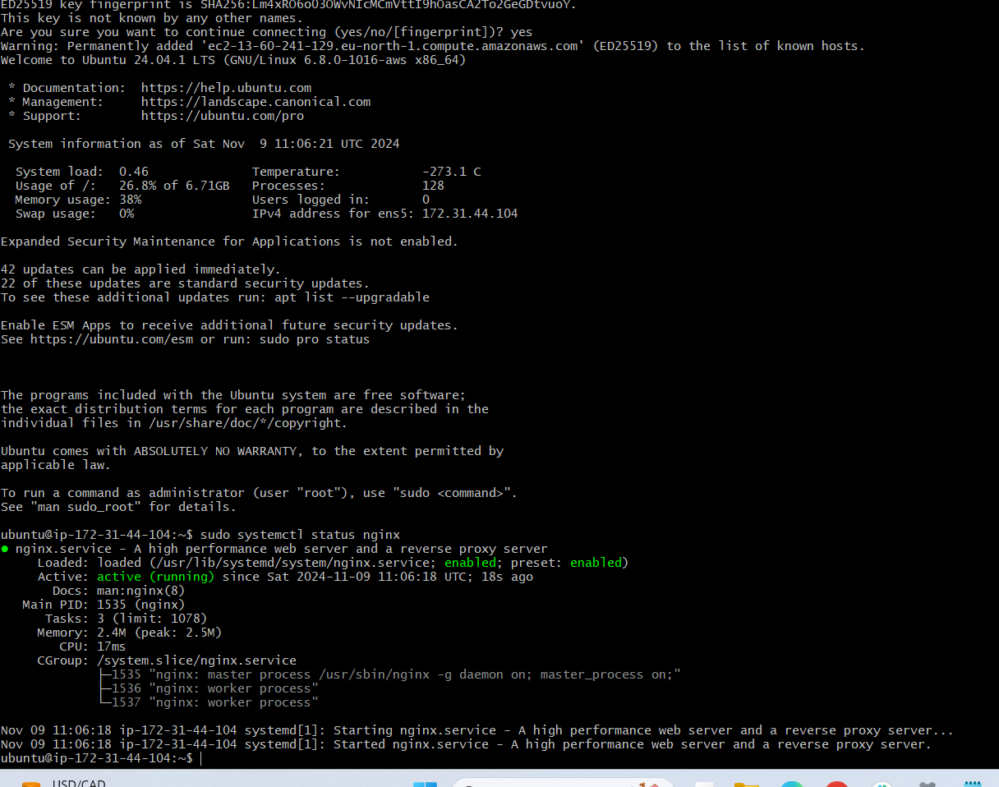 ED25519 key fingerprint is SHA256:Lm4xRO6oO3OWvNIcMCmVttI9hOasCA2To2GeGDtvuoY.
This key is not known by any other names.
Are you sure you want to continue connecting (yes/no/[fingerprint])? yes
Warning: Permanently added 'ec2-13-60-241-129.eu-north-1.compute.amazonaws.com' (ED25519) to the list of known hosts.
Welcome to Ubuntu 24.04.1 LTS (GNU/Linux 6.8.0-1016-aws x86_64)

 * Documentation:  https://help.ubuntu.com
 * Management:     https://landscape.canonical.com
 * Support:        https://ubuntu.com/pro

 System information as of Sat Nov  9 11:06:21 UTC 2024

  System load:  0.46              Temperature:           -273.1 C
  Usage of /:   26.8% of 6.71GB   Processes:             128
  Memory usage: 38%               Users logged in:       0
  Swap usage:   0%                IPv4 address for ens5: 172.31.44.104

Expanded Security Maintenance for Applications is not enabled.

42 updates can be applied immediately.
22 of these updates are standard security updates.
To see these additional updates run: apt list --upgradable

Enable ESM Apps to receive additional future security updates.
See https://ubuntu.com/esm or run: sudo pro status

The programs included with the Ubuntu system are free software;
the exact distribution terms for each program are described in the
individual files in /usr/share/doc/*/copyright.

Ubuntu comes with ABSOLUTELY NO WARRANTY, to the extent permitted by
applicable law.

To run a command as administrator (user "root"), use "sudo <command>".
See "man sudo_root" for details.

ubuntu@ip-172-31-44-104:~$ sudo systemctl status nginx
● nginx.service - A high performance web server and a reverse proxy server
     Loaded: loaded (/usr/lib/systemd/system/nginx.service; enabled; preset: enabled)
     Active: active (running) since Sat 2024-11-09 11:06:18 UTC; 18s ago
       Docs: man:nginx(8)
   Main PID: 1535 (nginx)
      Tasks: 3 (limit: 1078)
     Memory: 2.4M (peak: 2.5M)
        CPU: 17ms
     CGroup: /system.slice/nginx.service
             ├─1535 "nginx: master process /usr/sbin/nginx -g daemon on; master_process on;"
             ├─1536 "nginx: worker process"
             └─1537 "nginx: worker process"

Nov 09 11:06:18 ip-172-31-44-104 systemd[1]: Starting nginx.service - A high performance web server and a reverse proxy server...
Nov 09 11:06:18 ip-172-31-44-104 systemd[1]: Started nginx.service - A high performance web server and a reverse proxy server.
ubuntu@ip-172-31-44-104:~$
USD/CAD